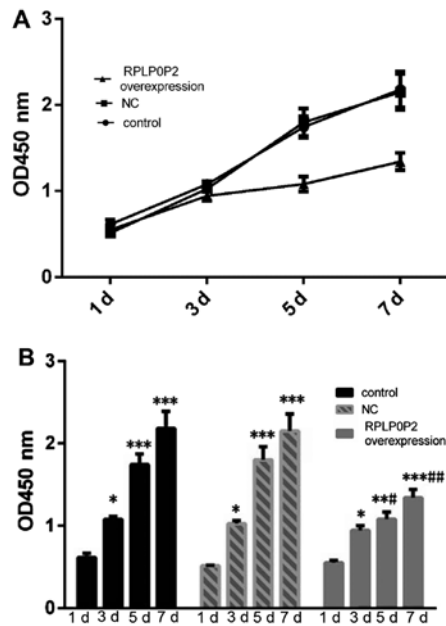 A
OD450 nm
3
2
1
0
RPLP0P2
overexpression
NC
control
1 d
3 d
5 d
7 d
B
OD450 nm
3
2
1
0
control
NC
RPLP0P2
overexpression
*
***
***
*
***
***
*
**#
***##
1 d 3 d 5 d 7 d
1 d 3 d 5 d 7 d
1 d 3 d 5 d 7 d